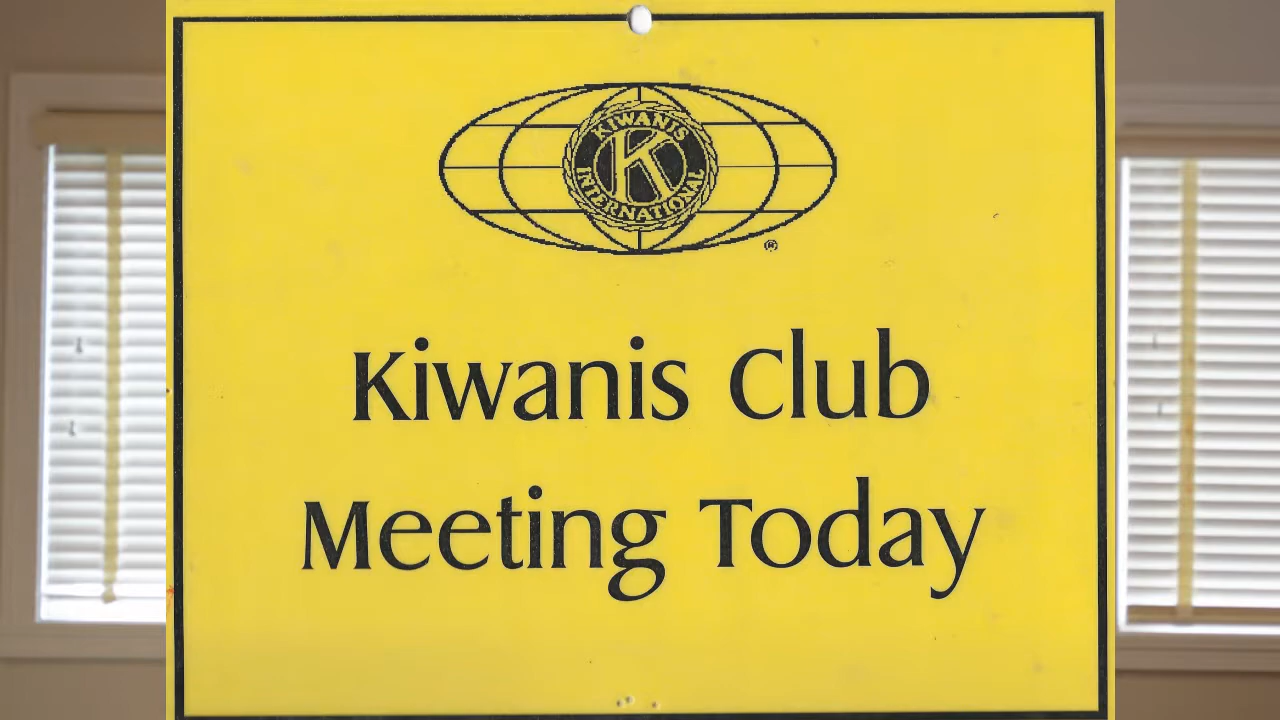 KIWANIS
K
INTERNATIONAL
®
Kiwanis Club
Meeting Today